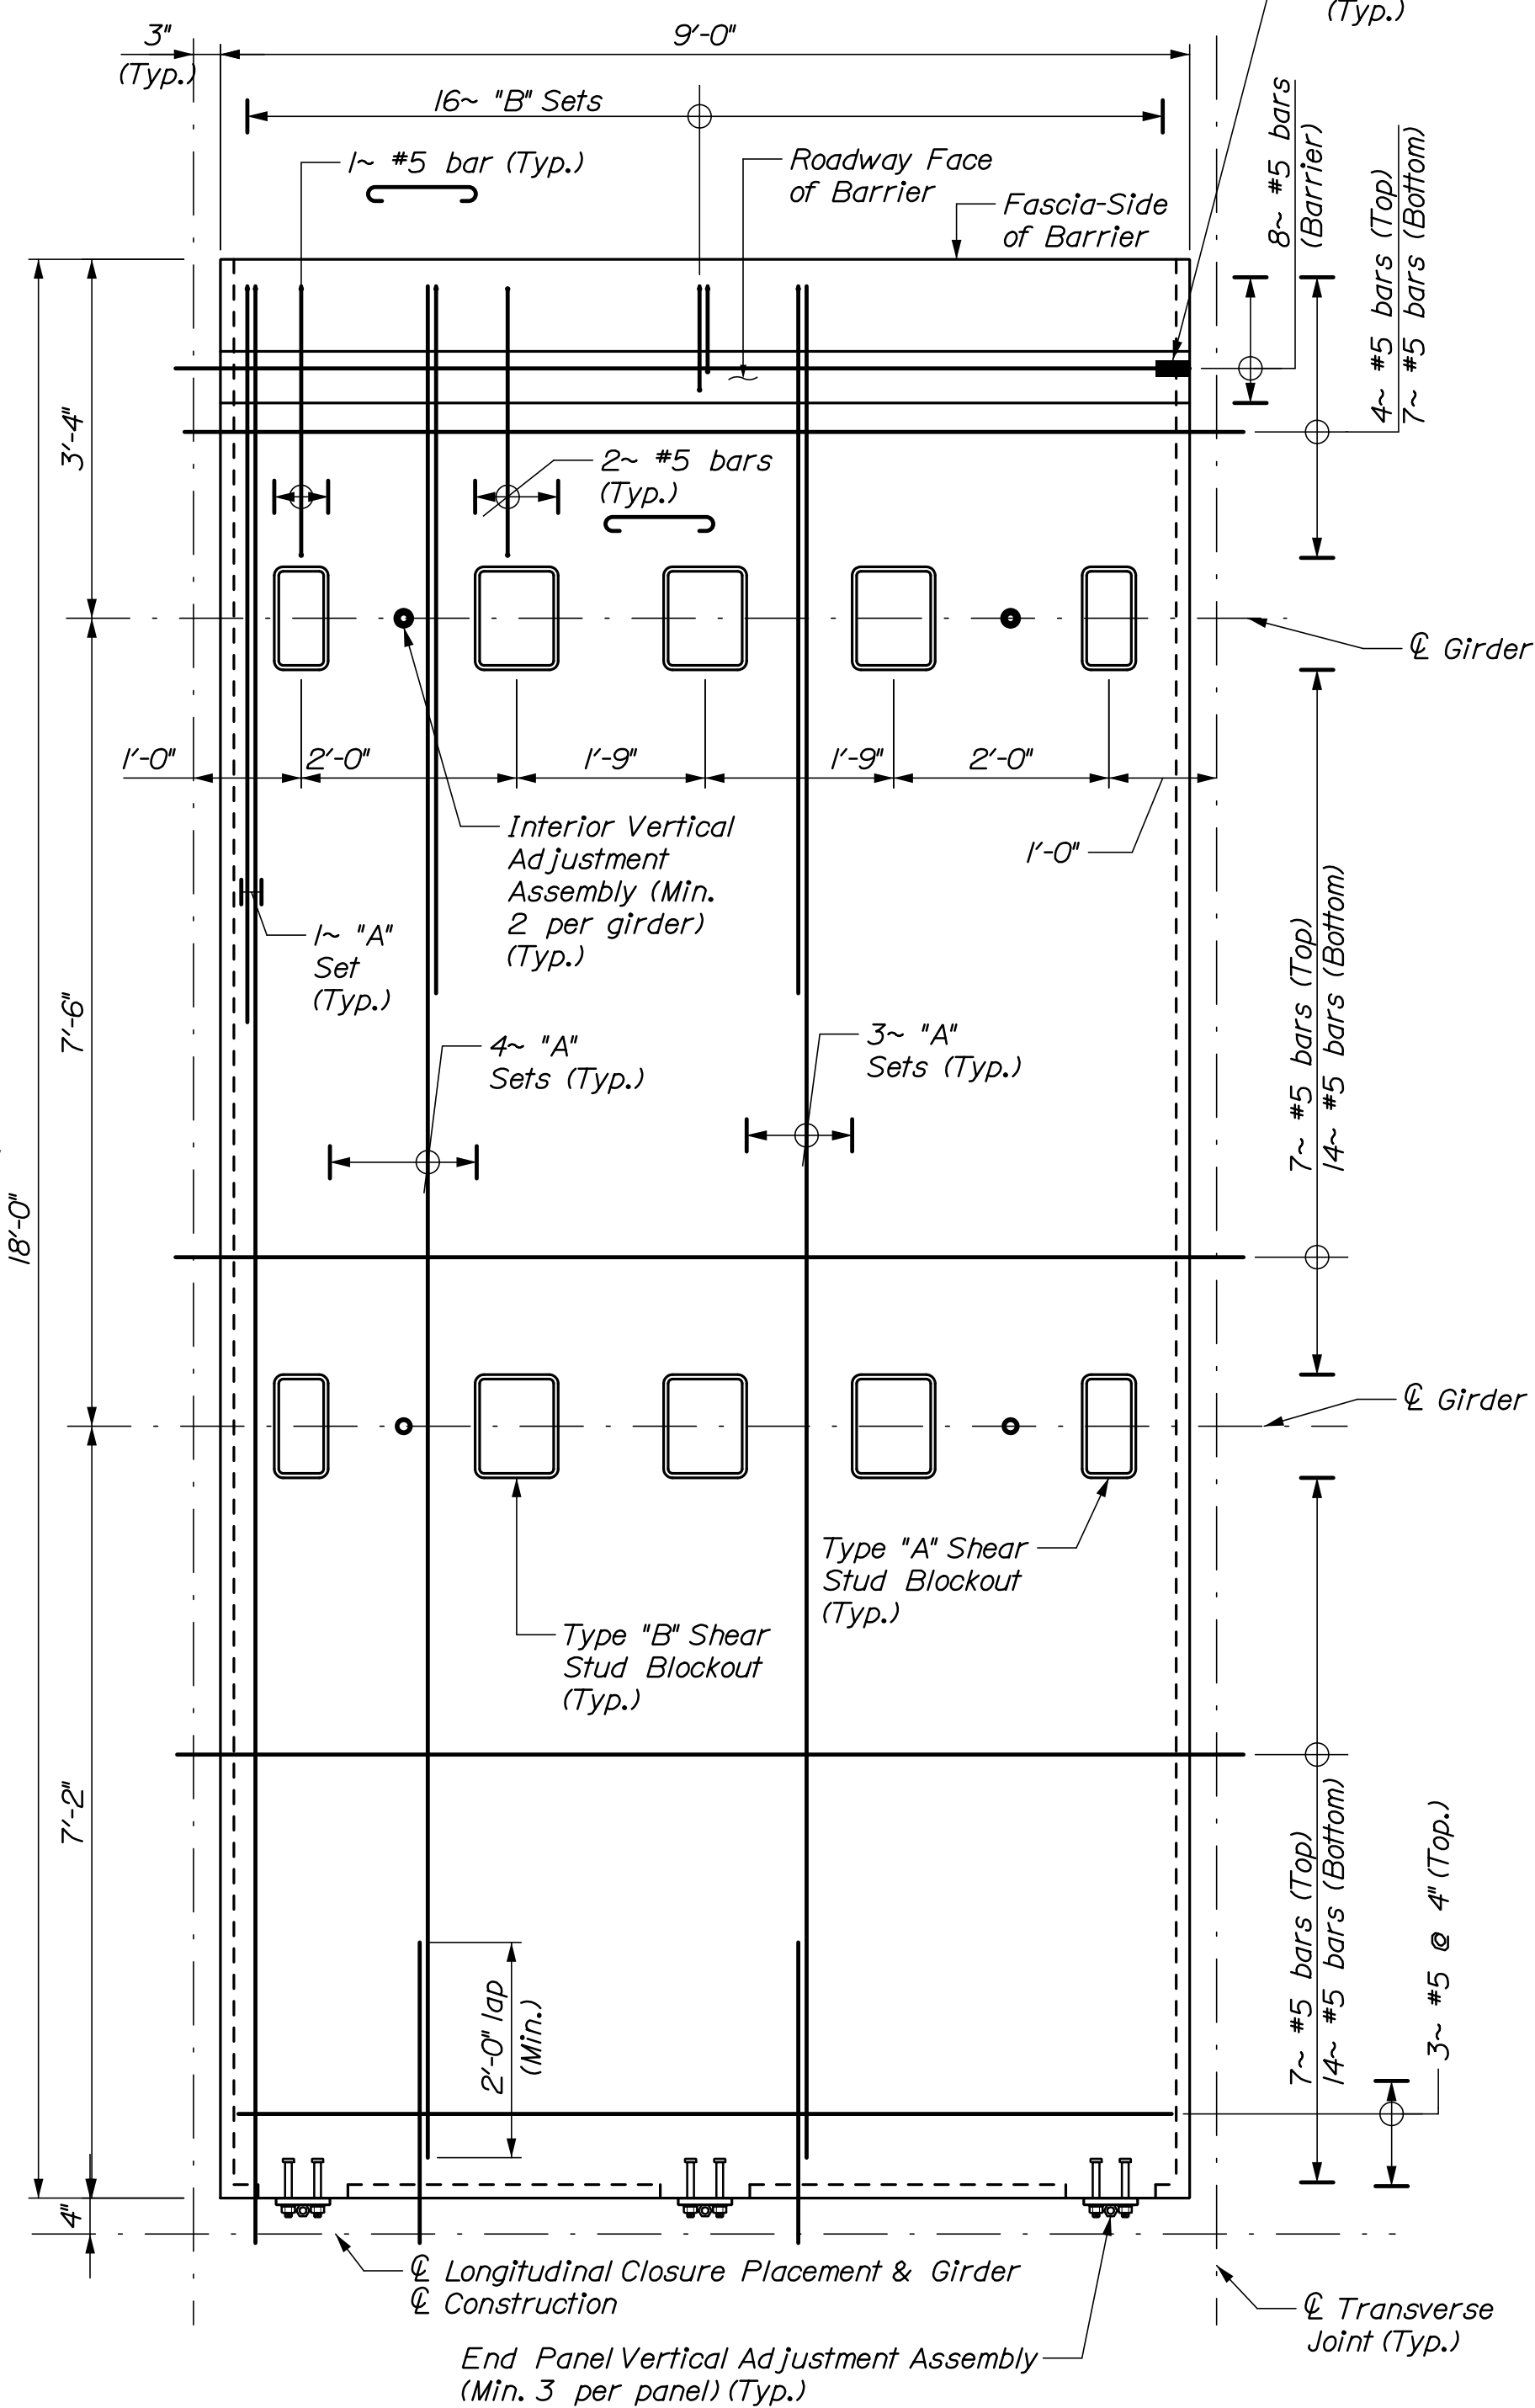 (Typ.)
3"
(Typ.)
9'-0"
16~ "B" Sets
1~ #5 bar (Typ.)
Roadway Face
of Barrier
Fascia-Side
of Barrier
8~ #5 bars
(Barrier)
4~ #5 bars (Top)
7~ #5 bars (Bottom)
3'-4"
2~ #5 bars
(Typ.)
℄ Girder
1'-0"
2'-0"
1'-9"
1'-9"
2'-0"
1'-0"
Interior Vertical
Adjustment
Assembly (Min.
2 per girder)
(Typ.)
1~ "A"
Set
(Typ.)
7'-6"
4~ "A"
Sets (Typ.)
3~ "A"
Sets (Typ.)
7~ #5 bars (Top)
14~ #5 bars (Bottom)
18'-0"
℄ Girder
Type "A" Shear
Stud Blockout
(Typ.)
Type "B" Shear
Stud Blockout
(Typ.)
7'-2"
2'-0" lap
(Min.)
7~ #5 bars (Top)
14~ #5 bars (Bottom)
3~ #5 @ 4" (Top.)
4"
℄ Longitudinal Closure Placement & Girder
℄ Construction
℄ Transverse
Joint (Typ.)
End Panel Vertical Adjustment Assembly
(Min. 3 per panel) (Typ.)